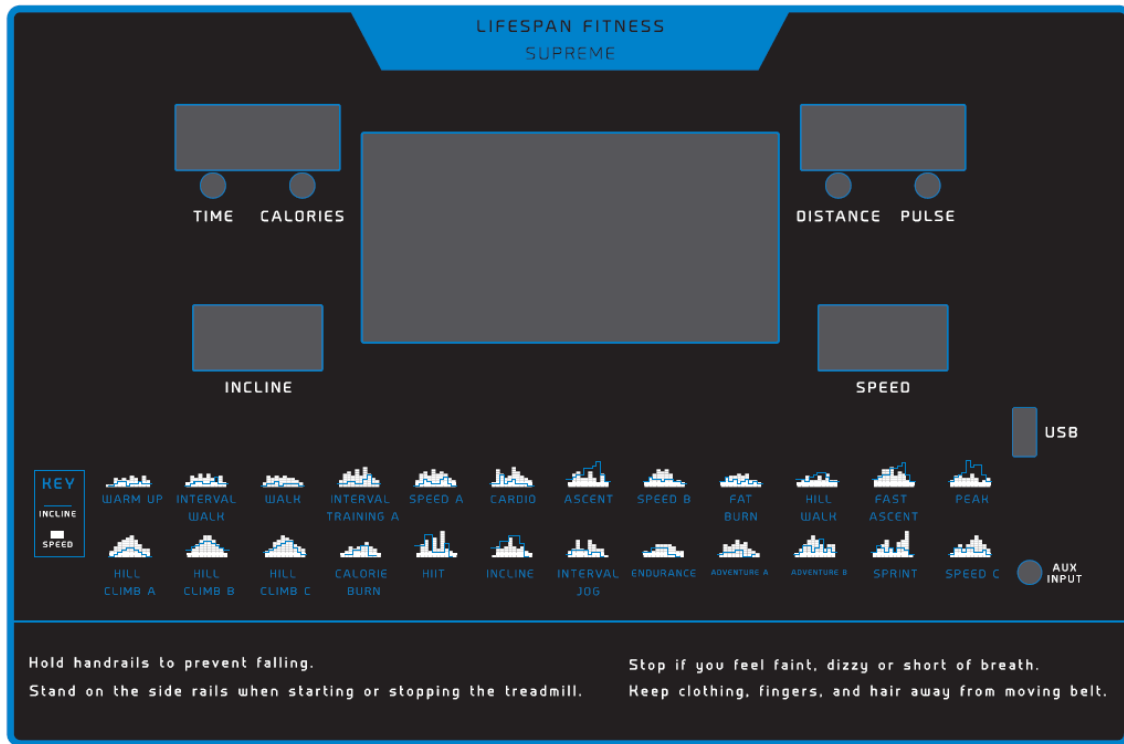 LIFESPAN FITNESS
SUPREME
TIME CALORIES
DISTANCE PULSE
INCLINE
SPEED
USB
KEY
INCLINE
SPEED
WARM UP
INTERVAL
WALK
WALK
INTERVAL
TRAINING A
SPEED A
CARDIO
ASCENT
SPEED B
FAT
BURN
HILL
WALK
FAST
ASCENT
PEAK
HILL
CLIMB A
HILL
CLIMB B
HILL
CLIMB C
CALORIE
BURN
HIIT
INCLINE
INTERVAL
JOG
ENDURANCE
ADVENTURE A
ADVENTURE B
SPRINT
SPEED C
AUX
INPUT
Hold handrails to prevent falling.
Stand on the side rails when starting or stopping the treadmill.
Stop if you feel faint, dizzy or short of breath.
Keep clothing, fingers, and hair away from moving belt.